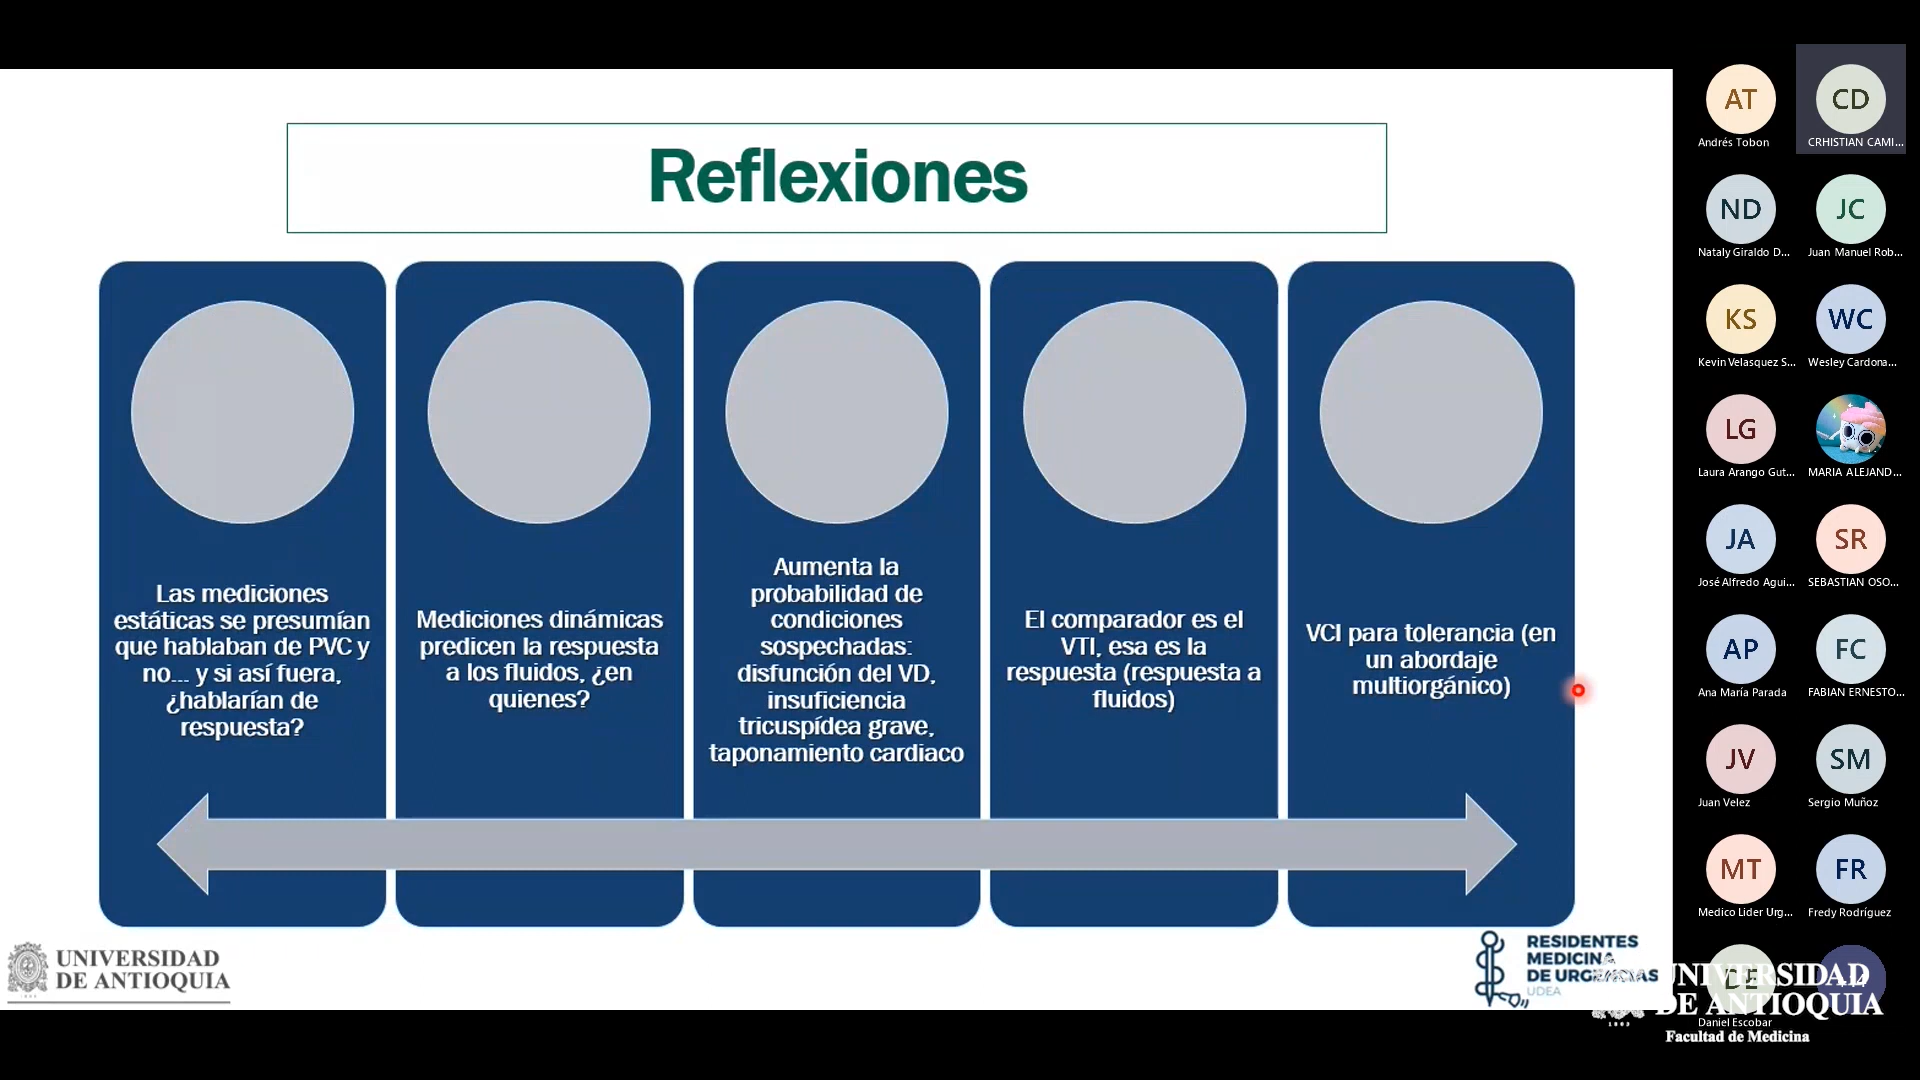 Reflexiones
Las mediciones
estáticas se presumían
que hablaban de PVC y
no... y si así fuera,
¿hablarían de
respuesta?
Mediciones dinámicas
predicen la respuesta
a los fluidos, ¿en
quienes?
Aumenta la
probabilidad de
condiciones
sospechadas:
disfunción del VD,
insuficiencia
tricuspídea grave,
taponamiento cardiaco
El comparador es el
VTI, esa es la
respuesta (respuesta a
fluidos)
VCI para tolerancia (en
un abordaje
multiorgánico)
UNIVERSIDAD
DE ANTIOQUIA
RESIDENTES
MEDICINA
DE URGENCIAS
UDEA
AT
Andrés Tobon
CD
CRHISTIAN CAMI...
ND
Nataly Giraldo D...
JC
Juan Manuel Rob...
KS
Kevin Velasquez S...
WC
Wesley Cardona...
LG
Laura Arango Gut...
MARIA ALEJAND...
JA
José Alfredo Agui...
SR
SEBASTIAN OSO...
AP
Ana María Parada
FC
FABIAN ERNESTO...
JV
Juan Velez
SM
Sergio Muñoz
MT
Medico Lider Urg...
FR
Fredy Rodríguez
DE
Daniel Escobar
UNIVERSIDAD
DE ANTIOQUIA
Facultad de Medicina